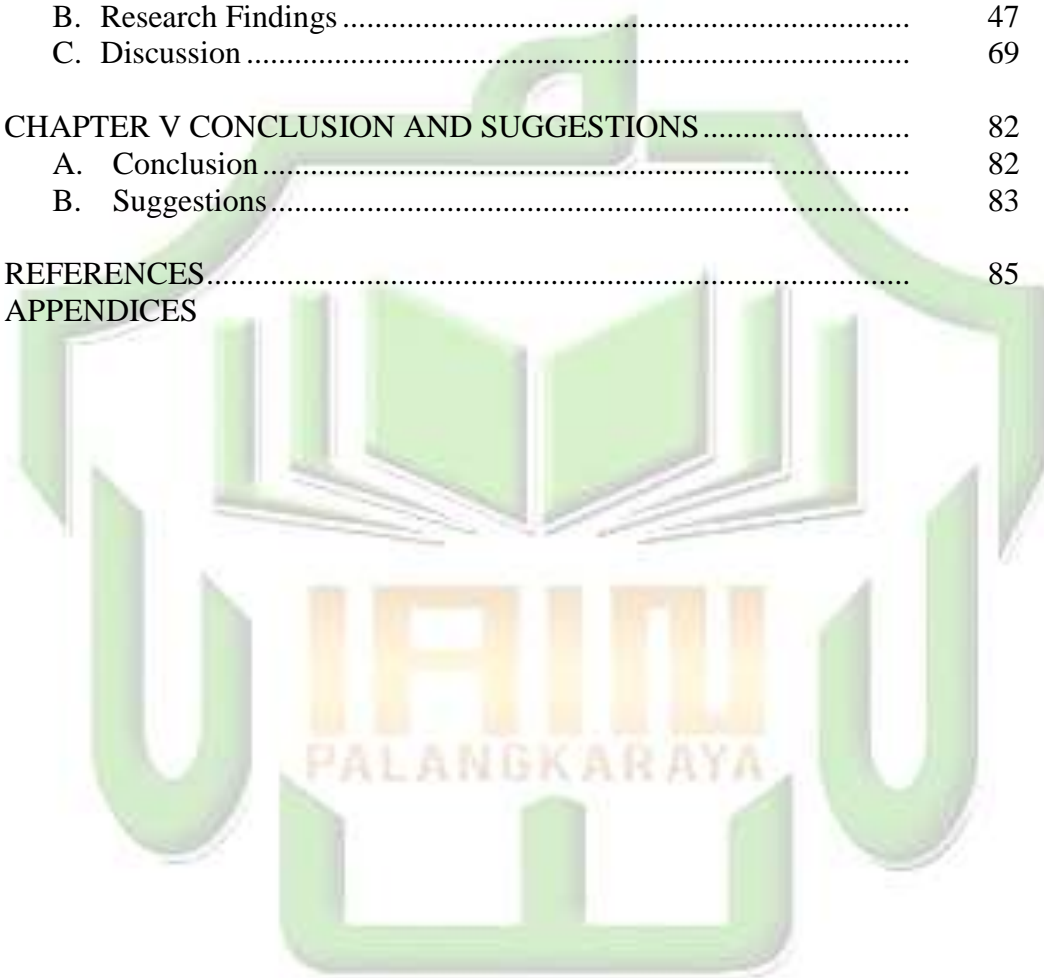 B. Research Findings ........................................................................... 47
C. Discussion ........................................................................................ 69
CHAPTER V CONCLUSION AND SUGGESTIONS ......................... 82
A. Conclusion ...................................................................................... 82
B. Suggestions ..................................................................................... 83
REFERENCES ...................................................................................... 85
APPENDICES
IAIN
PALANGKARAYA